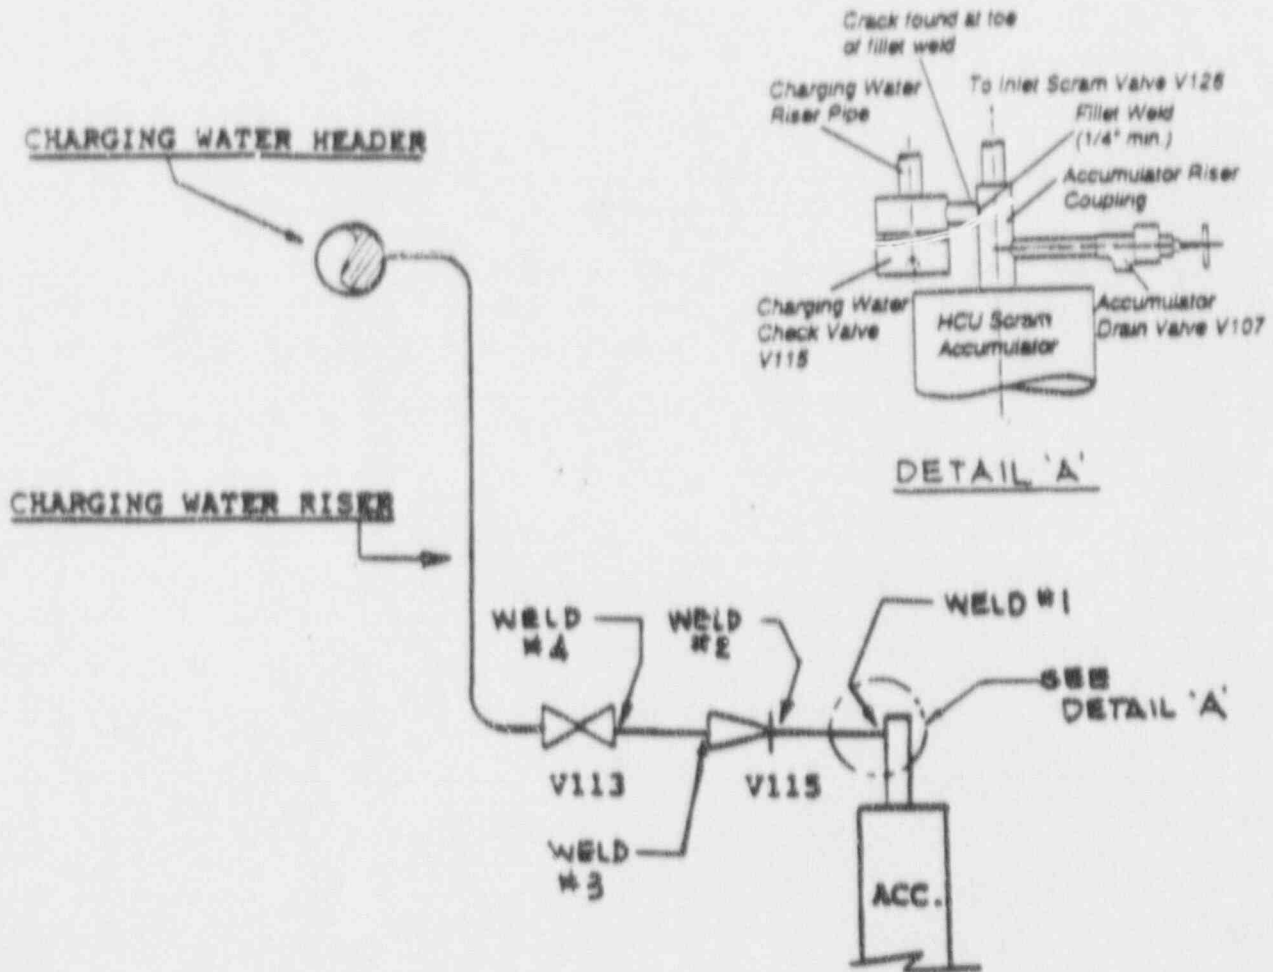 Crack found at toe
of fillet weld
Charging Water
Riser Pipe
To Inlet Scram Valve V126
Fillet Weld
(1/4" min.)
Accumulator Riser
Coupling
CHARGING WATER HEADER
Charging Water
Check Valve
V115
HCU Scram
Accumulator
Accumulator
Drain Valve V107
DETAIL 'A'
CHARGING WATER RISER
WELD
#4
WELD
#2
WELD #1
SEE
DETAIL 'A'
V113
V115
WELD
#3
ACC.